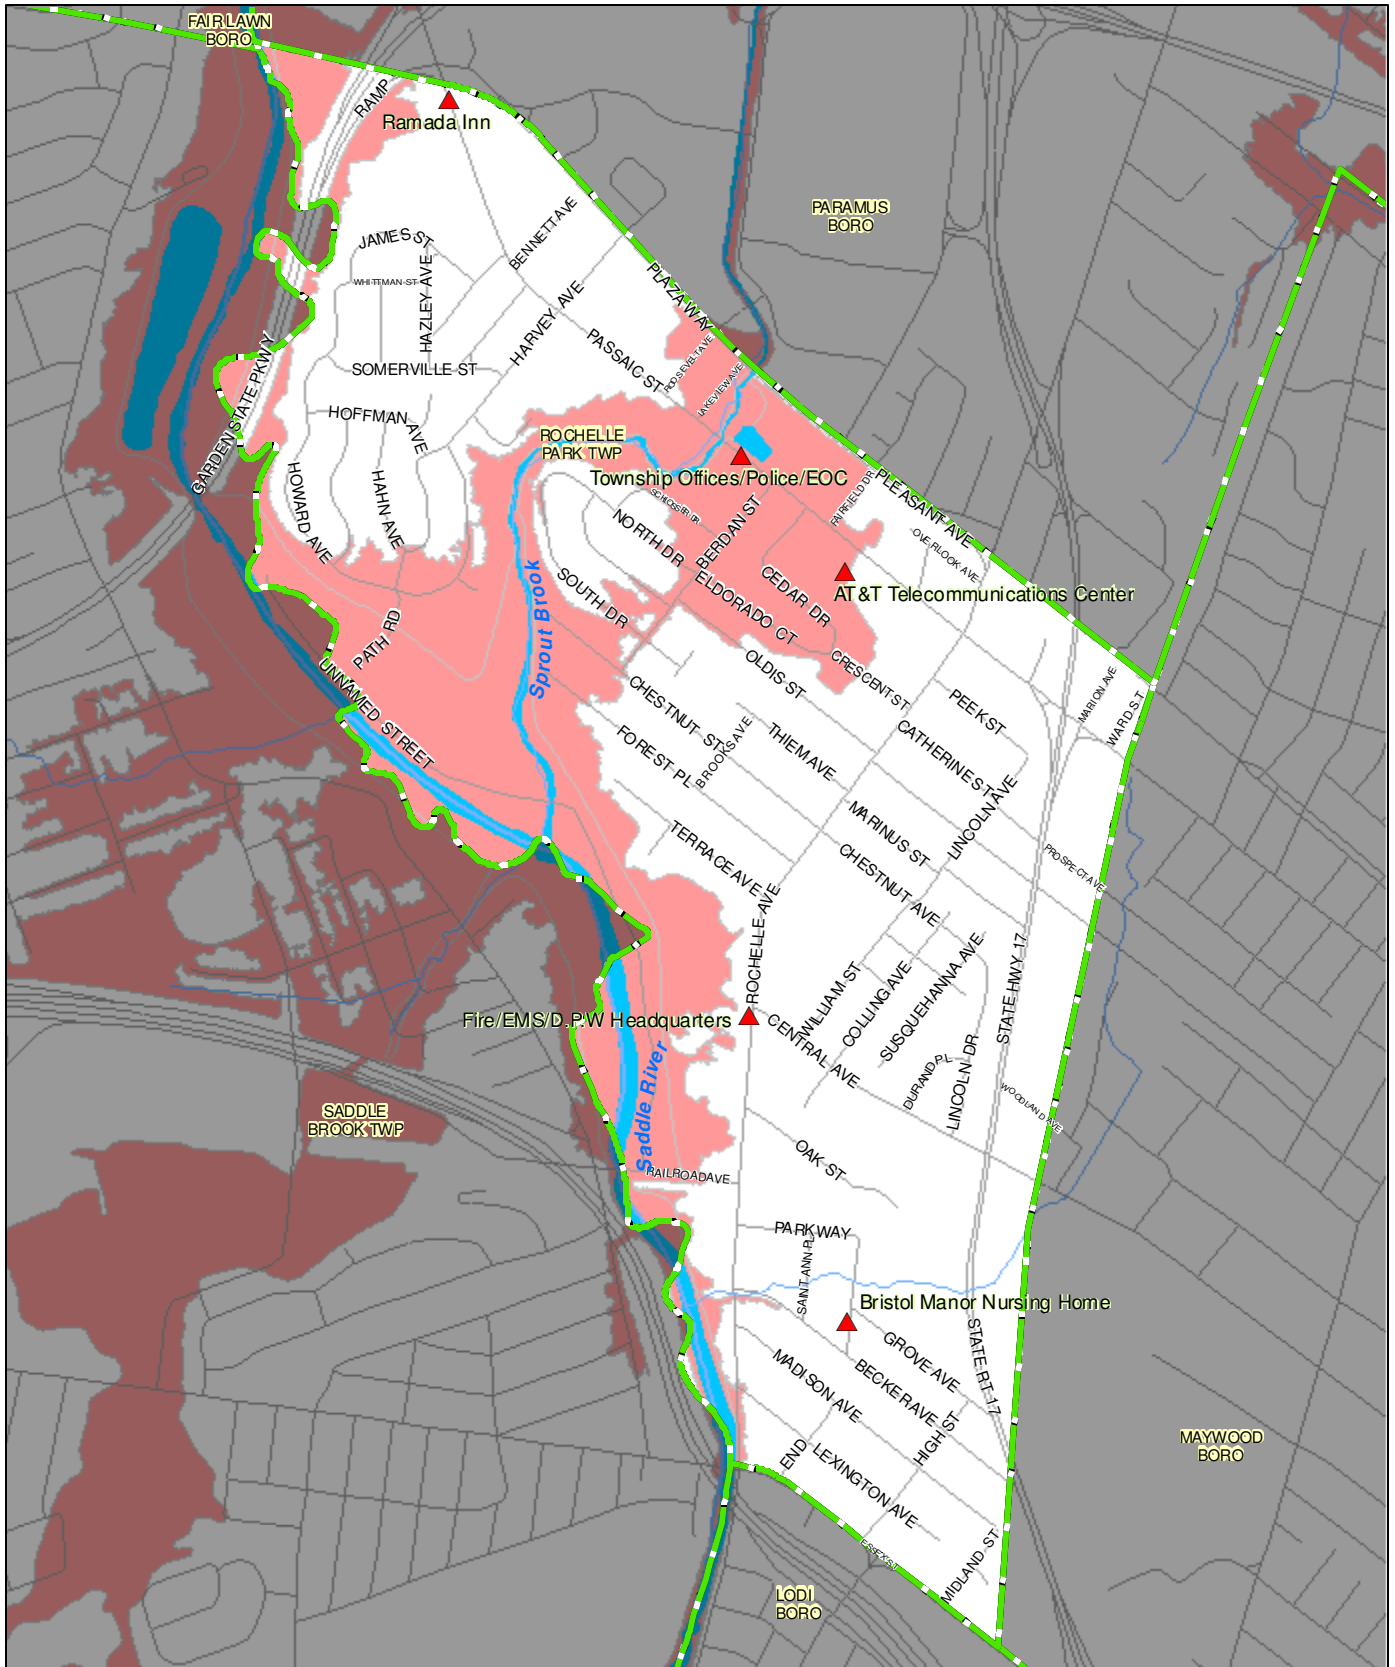 FAIR LAWN
BORO
RAMP
Ramada Inn
PARAMUS
BORO
JAMES ST
BENNETT AVE
WHITTMAN ST
HAZLEY AVE
PLAZA WAY
HARVEY AVE
PASSAIC ST
ROOSEVELT AVE
LAKEVIEW AVE
SOMERVILLE ST
GARDEN STATE PKWY
HOFFMAN AVE
ROCHELLE
PARK TWP
Township Offices/Police/EOC
HOWARD AVE
HAHN AVE
SCHLOSSER DR
FAIRFIELD DR
PLEASANT AVE
NORTH DR
BERDAN ST
OVERLOOK AVE
SOUTH DR
ELDORADO CT
CEDAR DR
AT&T Telecommunications Center
Sprout Brook
PATH RD
UNNAMED STREET
OLDIS ST
CRESCENT ST
CHESTNUT ST
PEEK ST
MARION AVE
WARD ST
FOREST PL
BROOKS AVE
THIEM AVE
CATHERINE ST
LINCOLN AVE
TERRACE AVE
MARINUS ST
CHESTNUT AVE
PROSPECT AVE
ROCHELLE AVE
STATE HWY 17
WILLIAM ST
COLLING AVE
SUSQUEHANNA AVE
Fire/EMS/D.P.W Headquarters
CENTRAL AVE
DURAND PL
LINCOLN DR
WOODLAND AVE
Saddle River
SADDLE
BROOK TWP
OAK ST
RAILROAD AVE
PARKWAY
SAINT ANN PL
Bristol Manor Nursing Home
STATE RT 17
GROVE AVE
BECKER AVE
MADISON AVE
HIGH ST
END
LEXINGTON AVE
MAYWOOD
BORO
ESSEX ST
MIDLAND ST
LODI
BORO